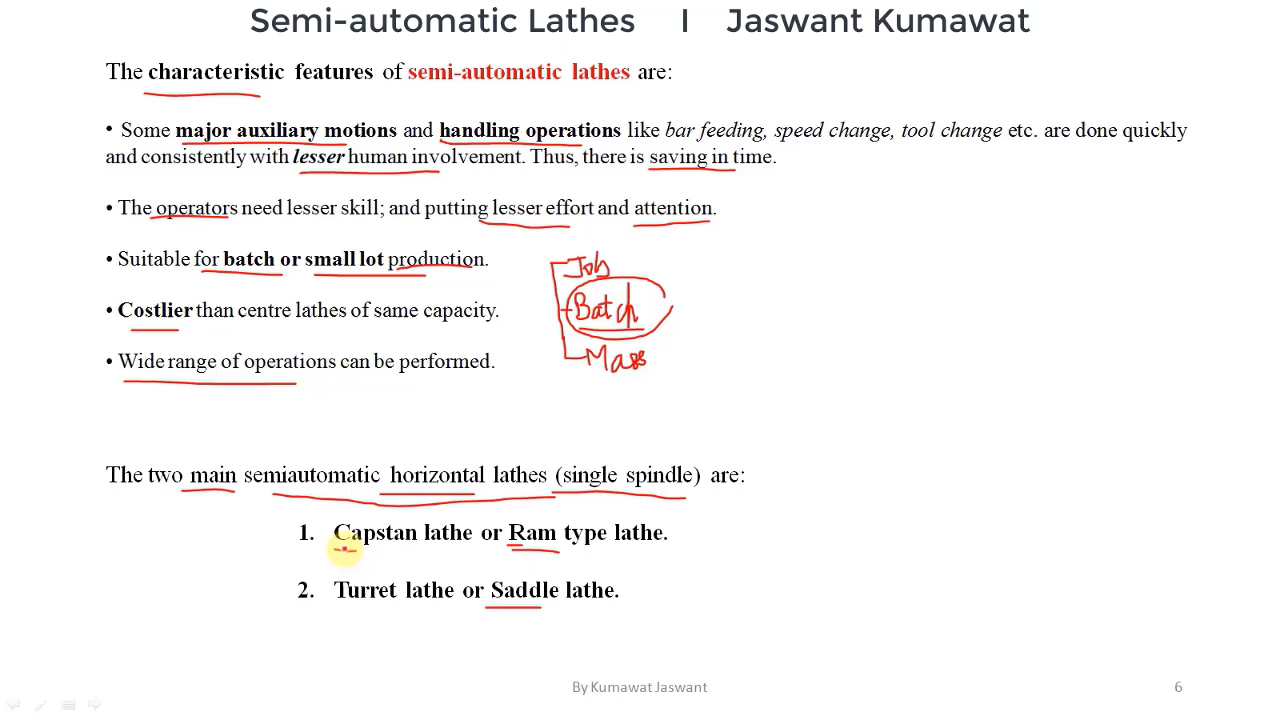 Semi-automatic Lathes I Jaswant Kumawat
The characteristic features of semi-automatic lathes are:
• Some major auxiliary motions and handling operations like bar feeding, speed change, tool change etc. are done quickly
and consistently with lesser human involvement. Thus, there is saving in time.
• The operators need lesser skill; and putting lesser effort and attention.
• Suitable for batch or small lot production.
Job
• Costlier than centre lathes of same capacity.
Batch
• Wide range of operations can be performed.
Mass
The two main semiautomatic horizontal lathes (single spindle) are:
1. Capstan lathe or Ram type lathe.
2. Turret lathe or Saddle lathe.
By Kumawat Jaswant
6